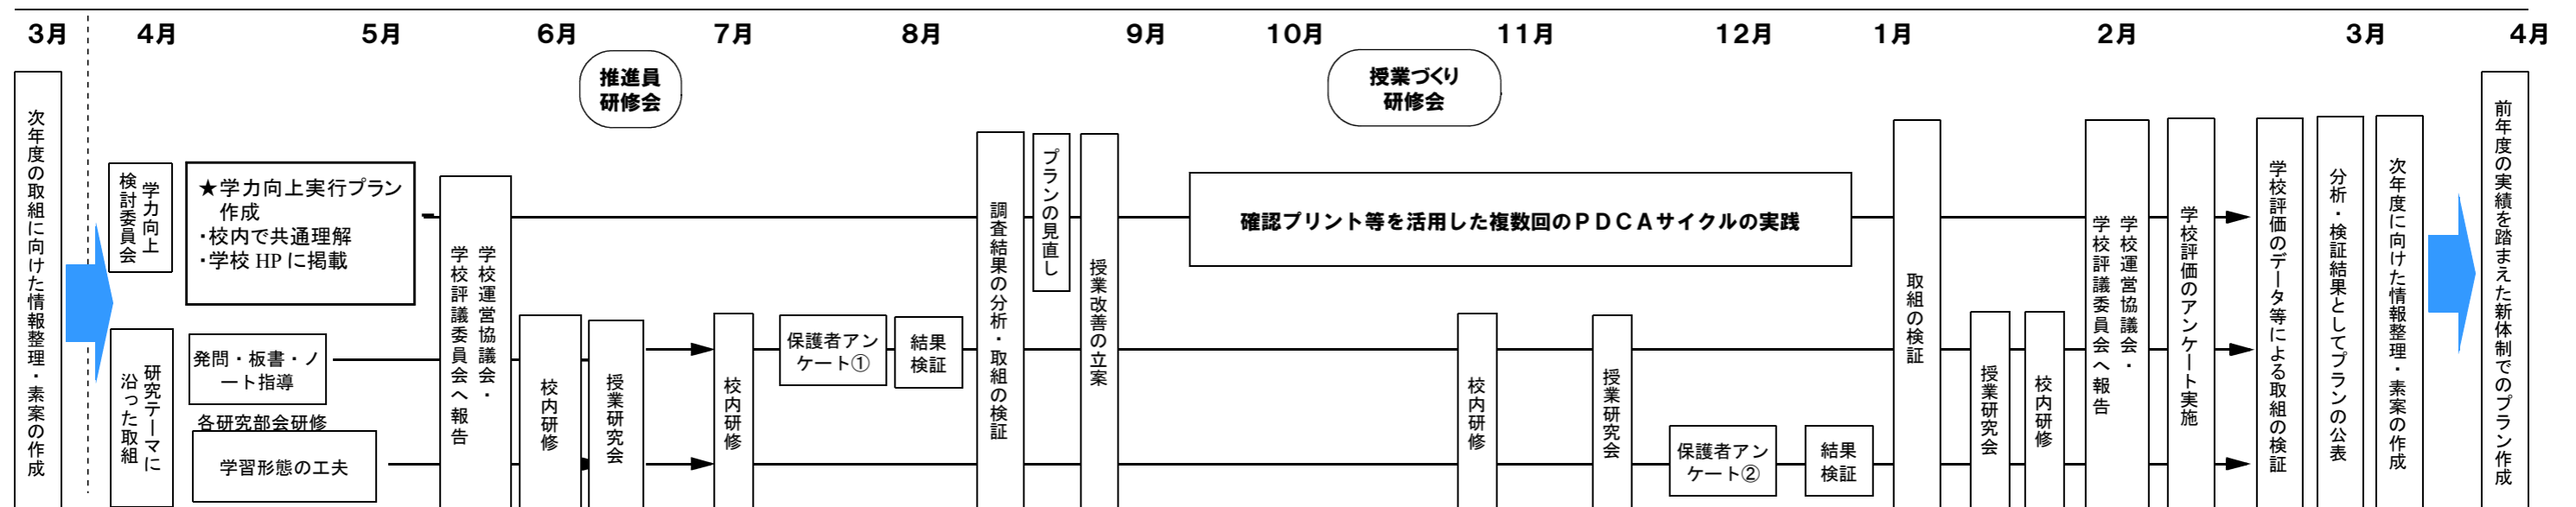 3月
4月
5月
6月
7月
8月
9月
10月
11月
12月
1月
2月
3月
4月
推進員
研修会
授業づくり
研修会
次年度の取組に向けた情報整理・素案の作成
学力向上
検討委員会
★学力向上実行プラン
作成
・校内で共通理解
・学校 HP に掲載
研究テーマに
沿った取組
発問・板書・ノ
ート指導
各研究部会研修
学習形態の工夫
学校運営協議会・
学校評議委員会へ報告
校内研修
授業研究会
校内研修
保護者アン
ケート①
結果
検証
調査結果の分析・取組の検証
プランの見直し
授業改善の立案
確認プリント等を活用した複数回のPDCAサイクルの実践
校内研修
授業研究会
保護者アン
ケート②
結果
検証
取組の検証
授業研究会
校内研修
学校運営協議会・
学校評議委員会へ報告
学校評価のアンケート実施
学校評価のデータ等による取組の検証
分析・検証結果としてプランの公表
次年度に向けた情報整理・素案の作成
前年度の実績を踏まえた新体制でのプラン作成